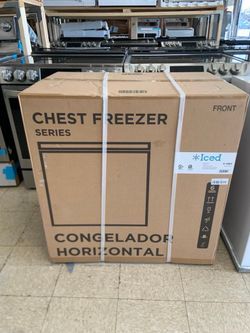 CHEST FREEZER
FRONT
SERIES
*Iced
CONGELADOR
HORIZONTAL